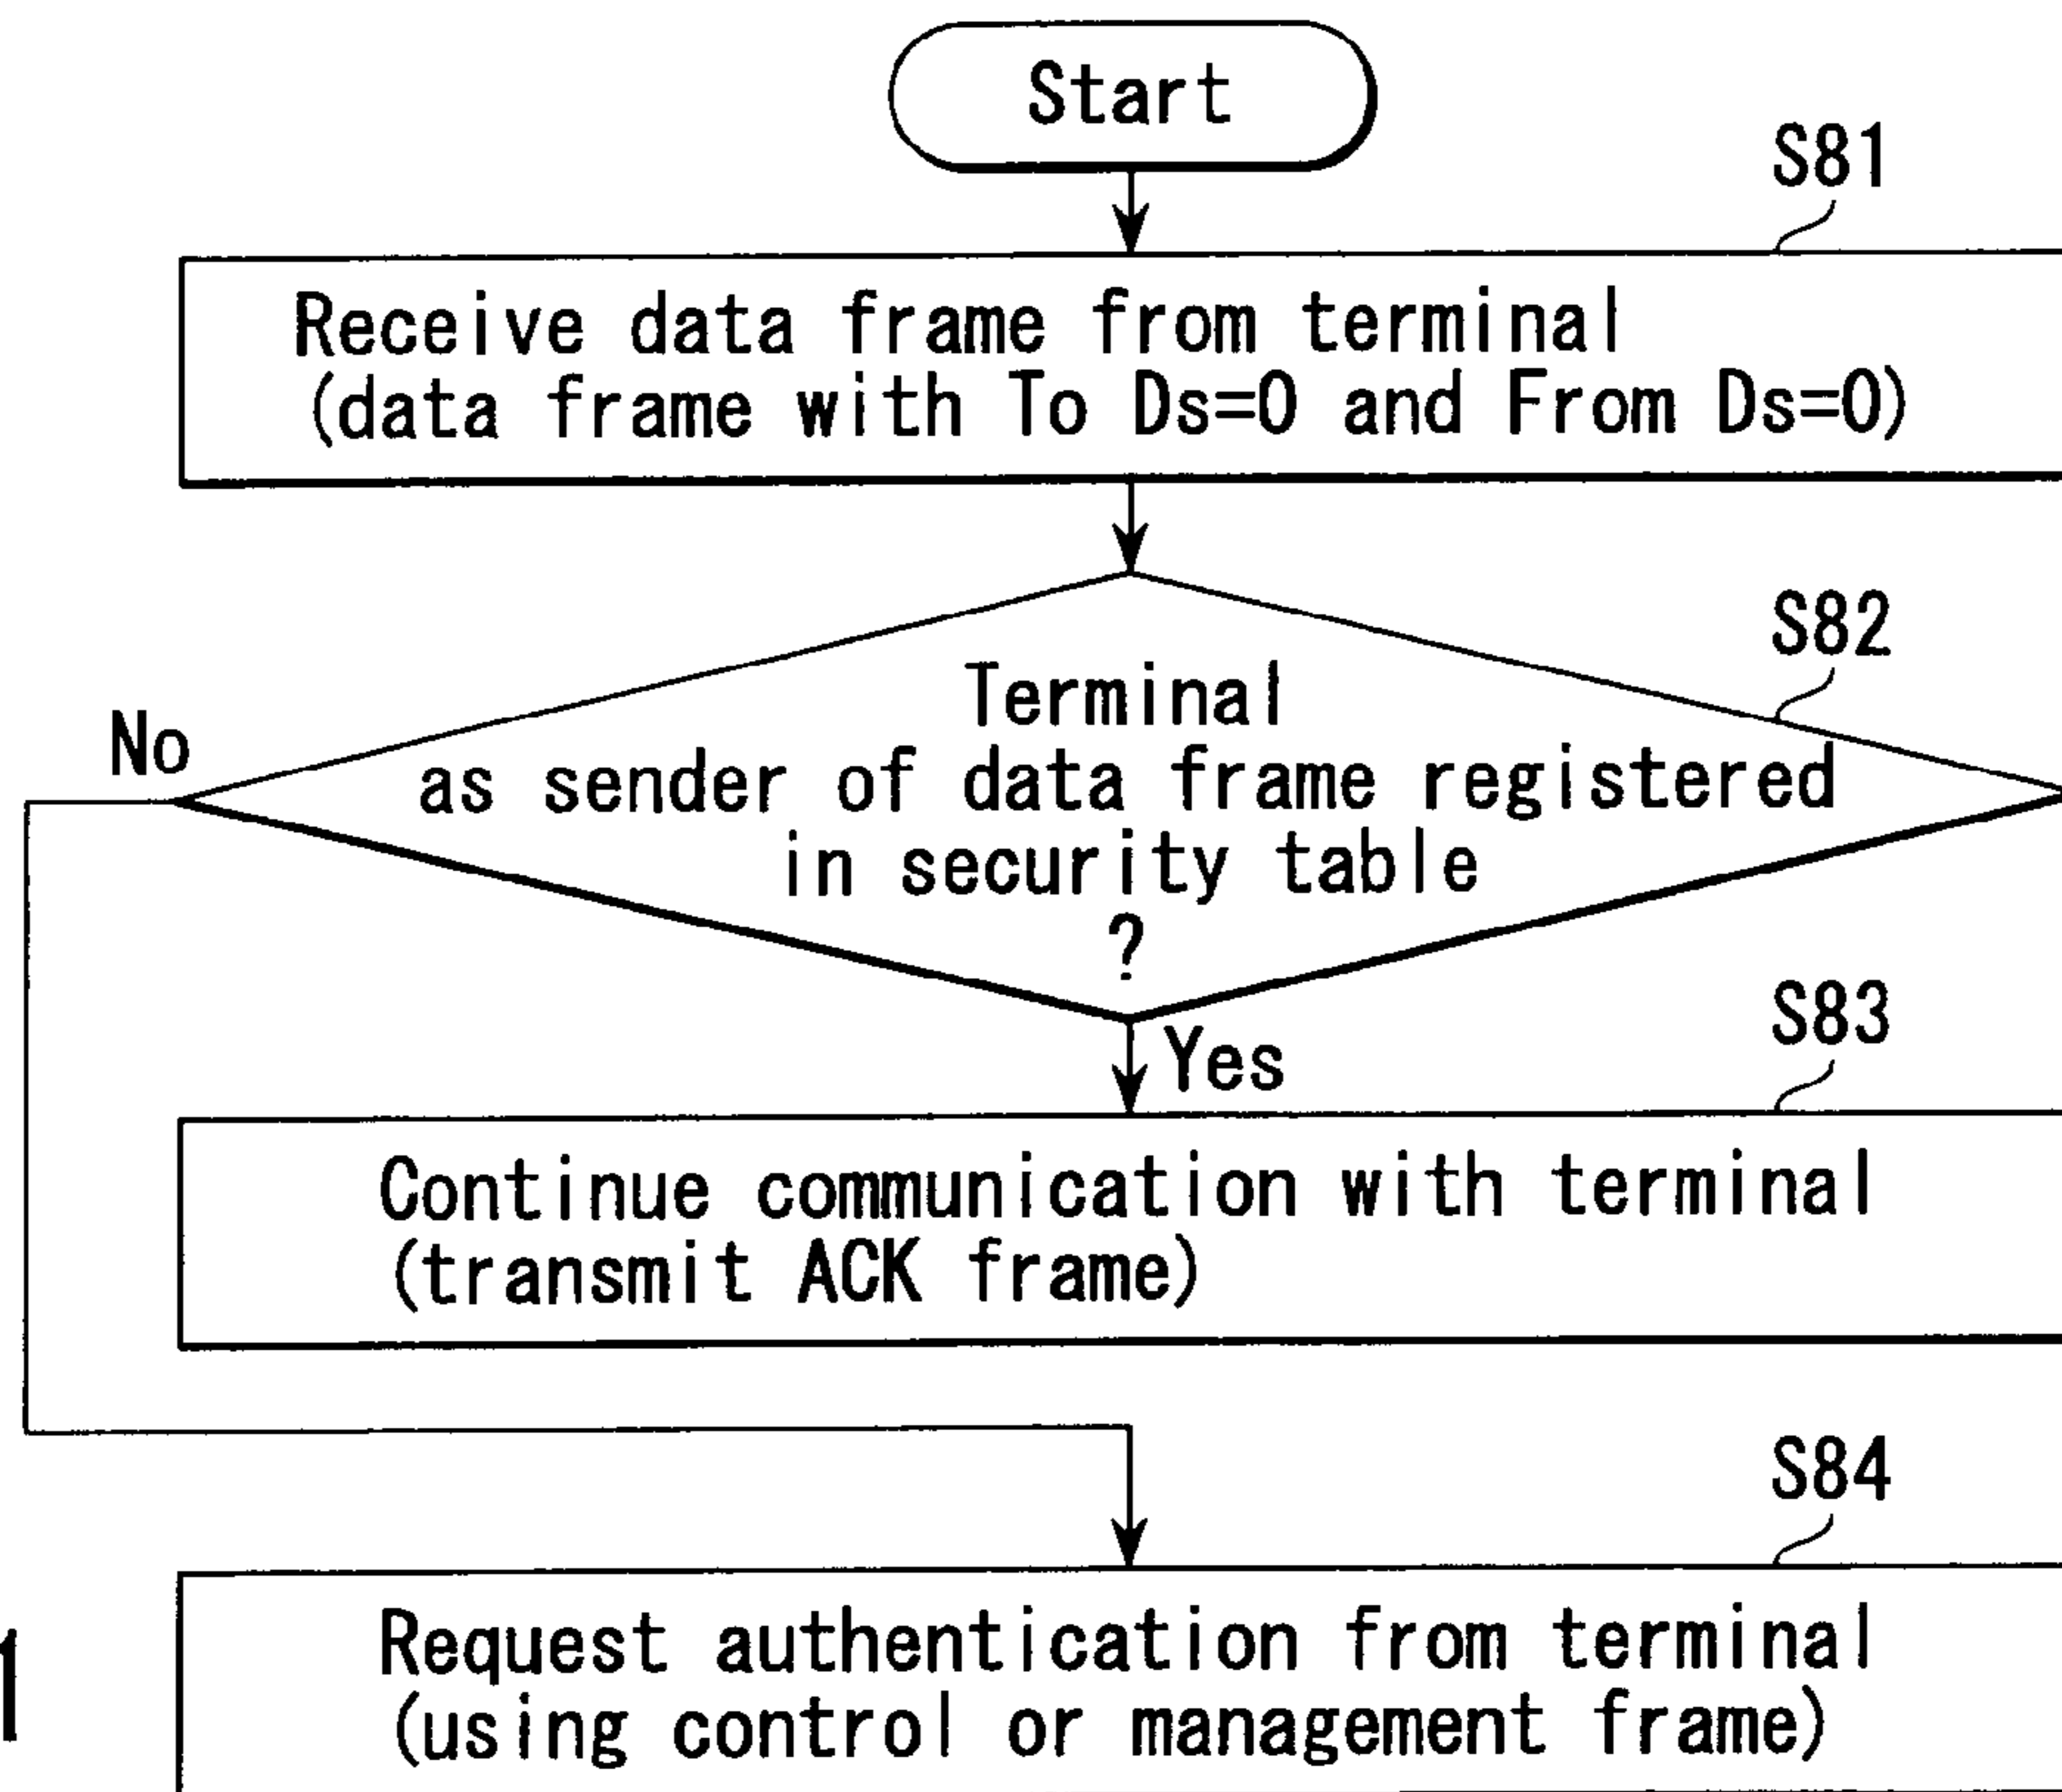 Start
S81
Receive data frame from terminal
(data frame with To Ds=0 and From Ds=0)
S82
No
Terminal
as sender of data frame registered
in security table
?
Yes
S83
Continue communication with terminal
(transmit ACK frame)
S84
Request authentication from terminal
(using control or management frame)
1